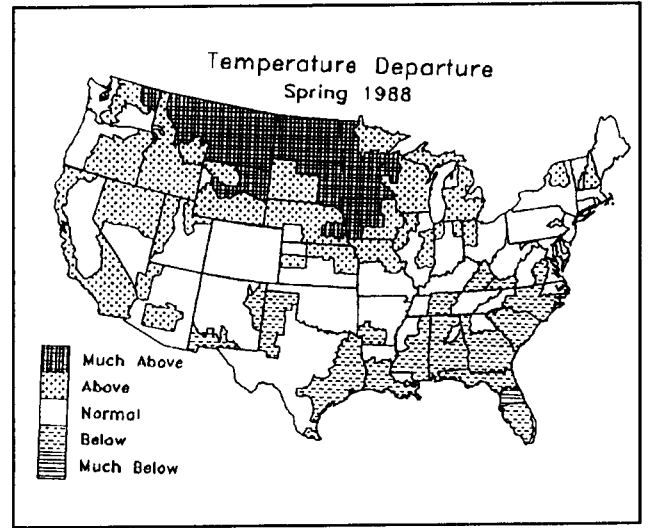 Temperature Departure
Spring 1988
Much Above
Above
Normal
Below
Much Below